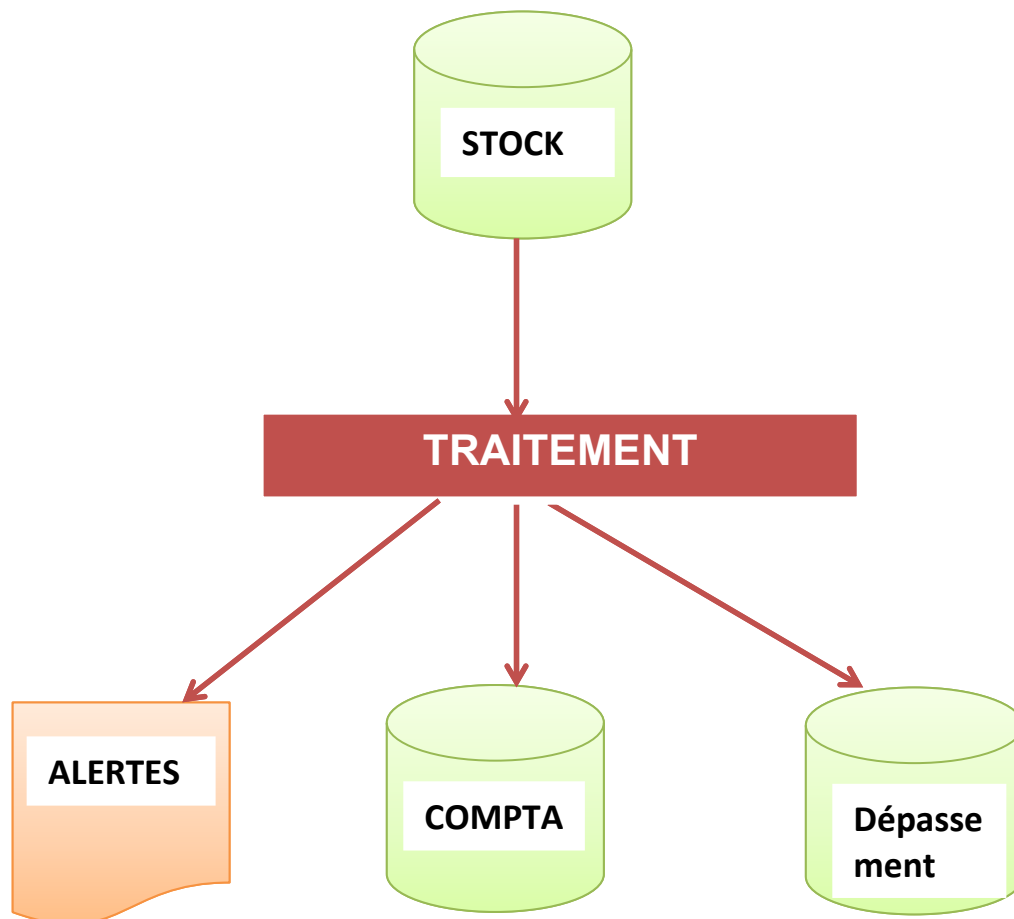 STOCK
TRAITEMENT
ALERTES
COMPTA
Dépasse
ment